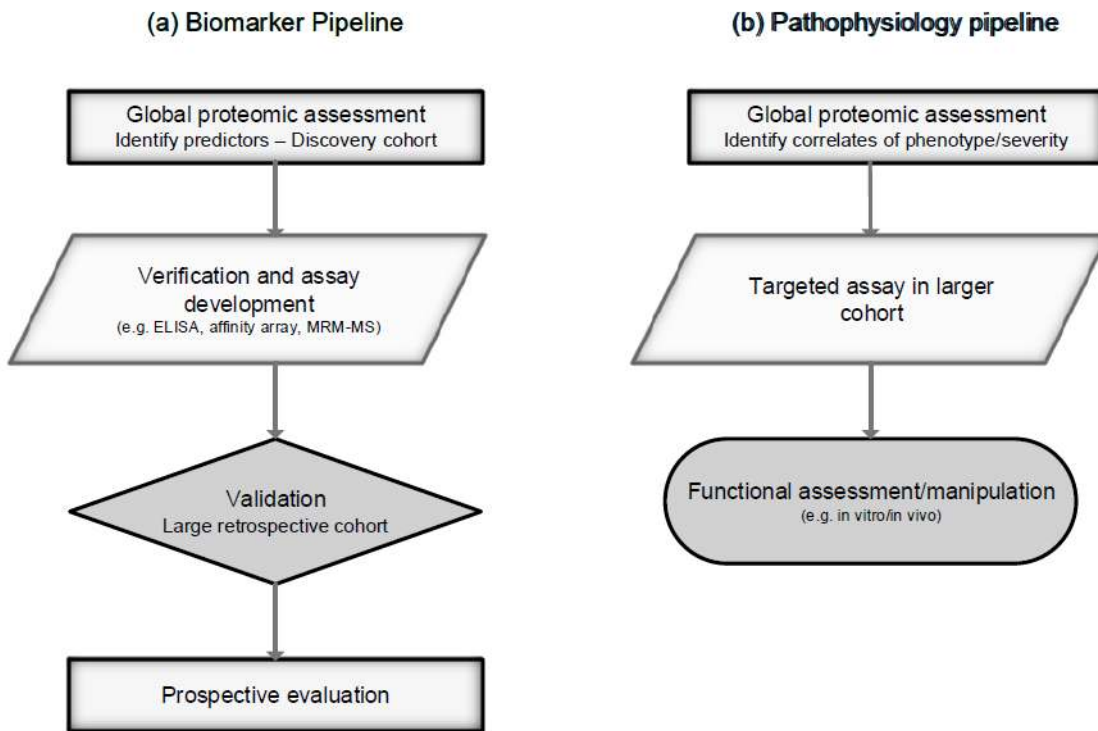 (a) Biomarker Pipeline
Global proteomic assessment
Identify predictors – Discovery cohort
Verification and assay
development
(e.g. ELISA, affinity array, MRM-MS)
Validation
Large retrospective cohort
Prospective evaluation
(b) Pathophysiology pipeline
Global proteomic assessment
Identify correlates of phenotype/severity
Targeted assay in larger
cohort
Functional assessment/manipulation
(e.g. in vitro/in vivo)